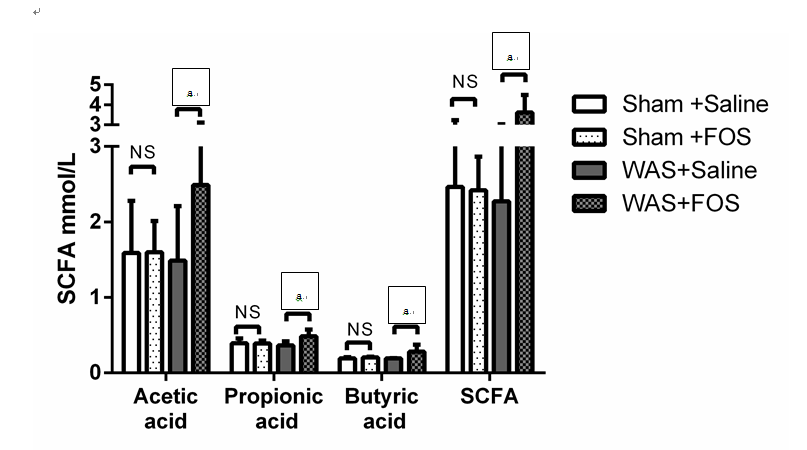 ↵
a
a
5
NS
4
Sham +Saline
3
Sham +FOS
3
NS
WAS+Saline
WAS+FOS
SCFA mmol/L
2
a
a
1
NS
NS
0
Acetic acid
Propionic acid
Butyric acid
SCFA